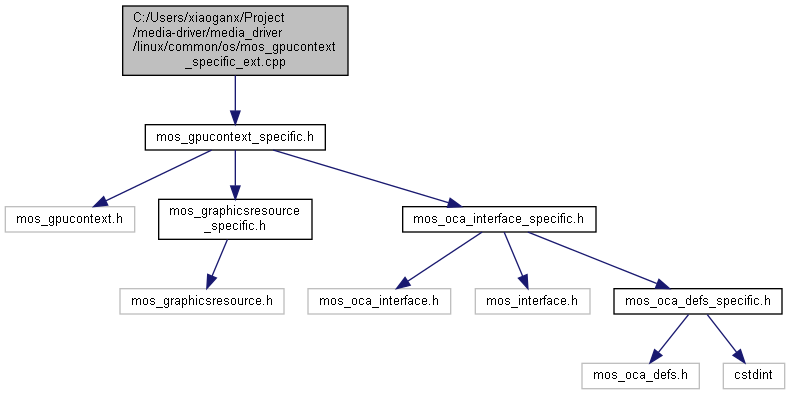 C:/Users/xiaoganx/Project
/media-driver/media_driver
/linux/common/os/mos_gpucontext
_specific_ext.cpp
mos_gpucontext_specific.h
mos_gpucontext.h
mos_graphicsresource
_specific.h
mos_oca_interface_specific.h
mos_graphicsresource.h
mos_oca_interface.h
mos_interface.h
mos_oca_defs_specific.h
mos_oca_defs.h
cstdint